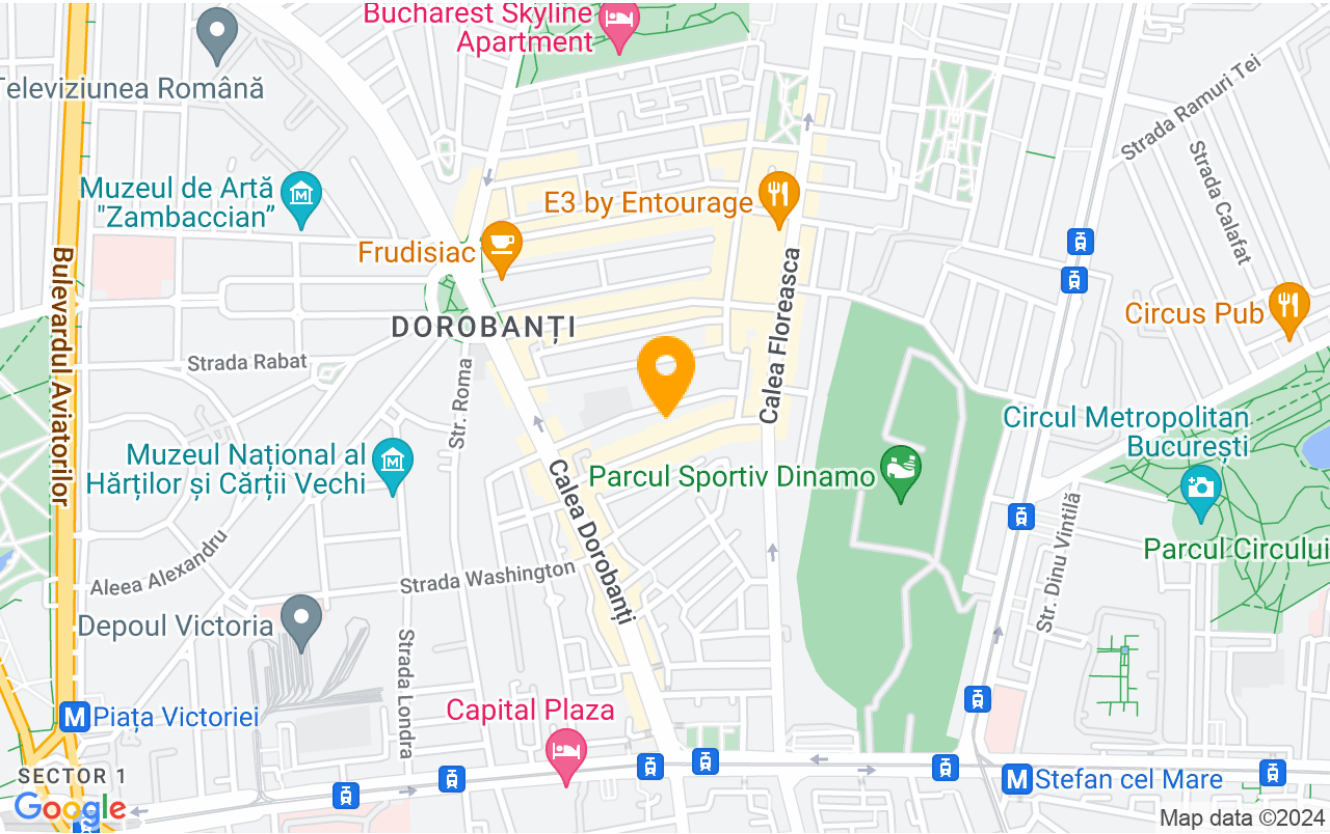 Bucharest Skyline
Apartment
Televiziunea Română
Strada Ramuri Tei
Strada Calafat
Muzeul de Artă
"Zambaccian”
E3 by Entourage
Frudisiac
Bulevardul Aviatorilor
DOROBANȚI
Calea Floreasca
Circus Pub
Strada Rabat
Str. Roma
Circul Metropolitan
București
Muzeul Național al
Hărților și Cărții Vechi
Parcul Sportiv Dinamo
Calea Dorobanți
Str. Dinu Vintilă
Parcul Circului
Aleea Alexandru
Strada Washington
Depoul Victoria
Strada Londra
M Piața Victoriei
Capital Plaza
SECTOR 1
M Stefan cel Mare
Google
Map data ©2024